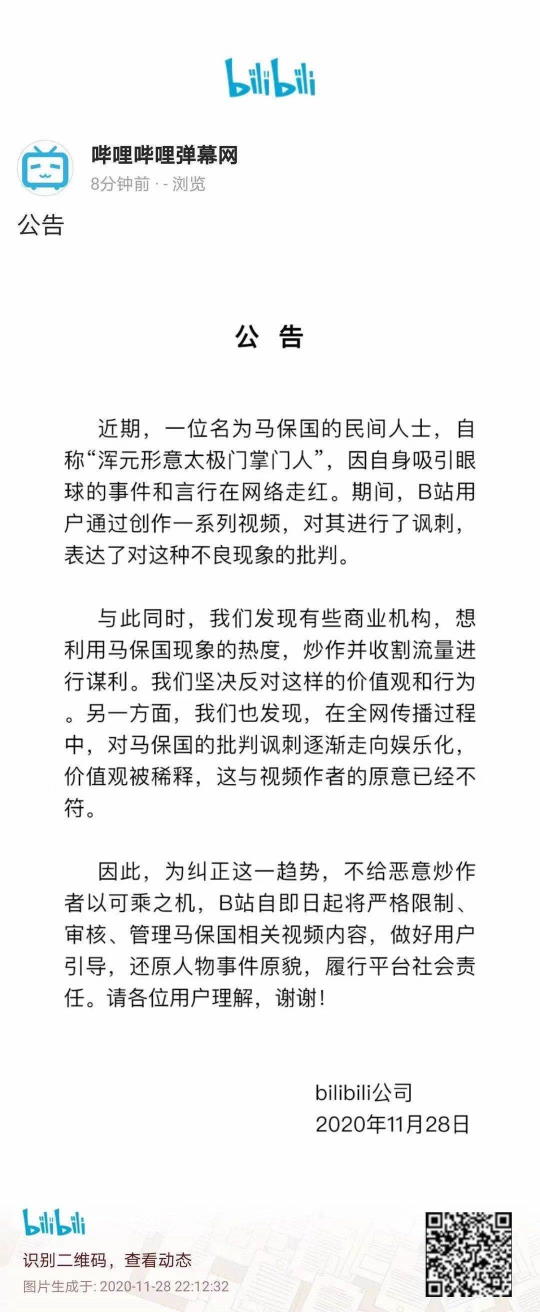 bilibili
哔哩哔哩弹幕网
8分钟前 · - 浏览
公告
公 告
近期，一位名为马保国的民间人士，自
称“浑元形意太极门掌门人”，因自身吸引眼
球的事件和言行在网络走红。期间，B站用
户通过创作一系列视频，对其进行了讽刺，
表达了对这种不良现象的批判。
与此同时，我们发现有些商业机构，想
利用马保国现象的热度，炒作并收割流量进
行谋利。我们坚决反对这样的价值观和行为
。另一方面，我们也发现，在全网传播过程
中，对马保国的批判讽刺逐渐走向娱乐化，
价值观被稀释，这与视频作者的原意已经不
符。
因此，为纠正这一趋势，不给恶意炒作
者以可乘之机，B站自即日起将严格限制、
审核、管理马保国相关视频内容，做好用户
引导，还原人物事件原貌，履行平台社会责
任。请各位用户理解，谢谢！
bilibili公司
2020年11月28日
bilibili
识别二维码，查看动态
图片生成于: 2020-11-28 22:12:32